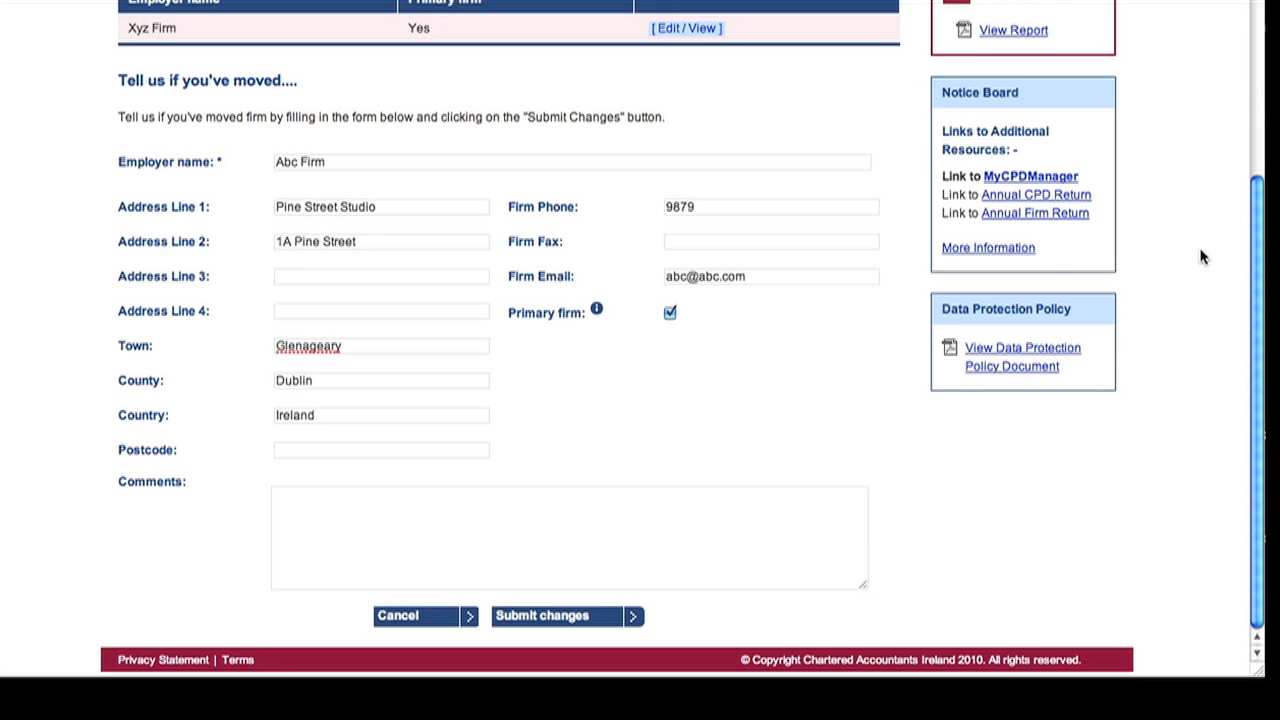 Employer name Primary firm
Xyz Firm Yes [ Edit / View ]
View Report
Tell us if you've moved....
Tell us if you've moved firm by filling in the form below and clicking on the "Submit Changes" button.
Employer name: * Abc Firm
Address Line 1: Pine Street Studio Firm Phone: 9879
Address Line 2: 1A Pine Street Firm Fax:
Address Line 3: Firm Email: abc@abc.com
Address Line 4: Primary firm: i
Town: Glenageary
County: Dublin
Country: Ireland
Postcode:
Comments:
Cancel > Submit changes >
Notice Board
Links to Additional
Resources: -
Link to MyCPDManager
Link to Annual CPD Return
Link to Annual Firm Return
More Information
Data Protection Policy
View Data Protection
Policy Document
Privacy Statement | Terms © Copyright Chartered Accountants Ireland 2010. All rights reserved.